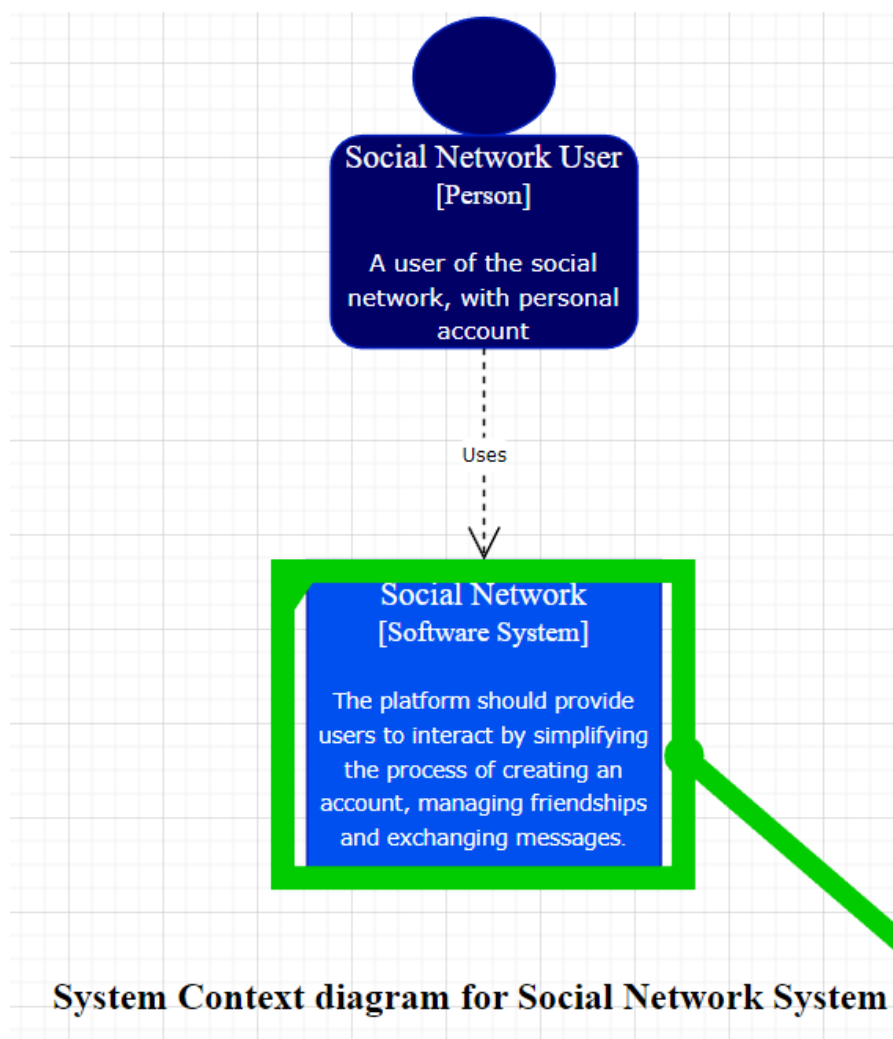 Social Network User
[Person]
A user of the social
network, with personal
account
Uses
Social Network
[Software System]
The platform should provide
users to interact by simplifying
the process of creating an
account, managing friendships
and exchanging messages.
System Context diagram for Social Network System